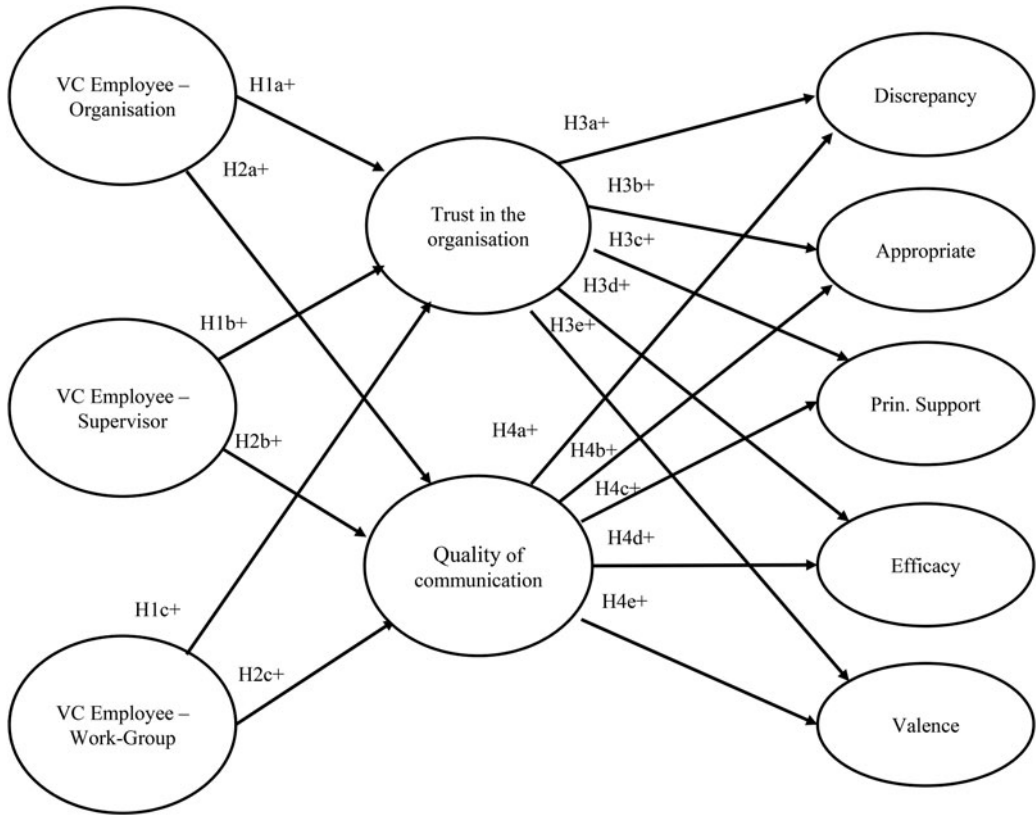 VC Employee –
Organisation
H1a+
H2a+
VC Employee –
Supervisor
H1b+
H2b+
VC Employee –
Work-Group
H1c+
H2c+
Trust in the
organisation
H3a+
H3b+
H3c+
H3d+
H3e+
Quality of
communication
H4a+
H4b+
H4c+
H4d+
H4e+
Discrepancy
Appropriate
Prin. Support
Efficacy
Valence